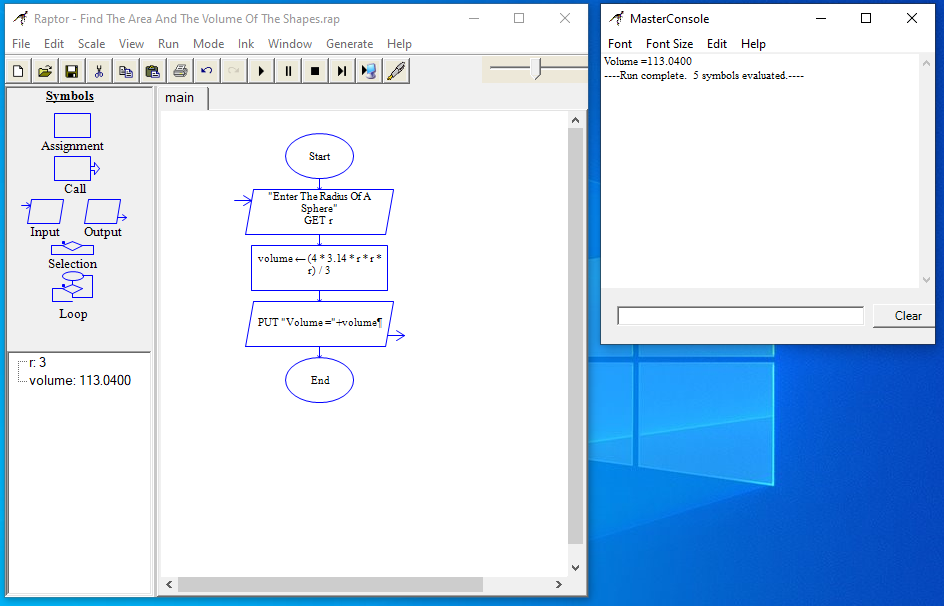 Raptor - Find The Area And The Volume Of The Shapes.rap
File Edit Scale View Run Mode Ink Window Generate Help
Symbols
Assignment
Call
Input Output
Selection
Loop
r: 3
volume: 113.0400
main
Start
"Enter The Radius Of A
Sphere"
GET r
volume ← (4 * 3.14 * r * r *
r) / 3
PUT "Volume ="+volume¶
End
MasterConsole
Font Font Size Edit Help
Volume =113.0400
----Run complete. 5 symbols evaluated.----
Clear